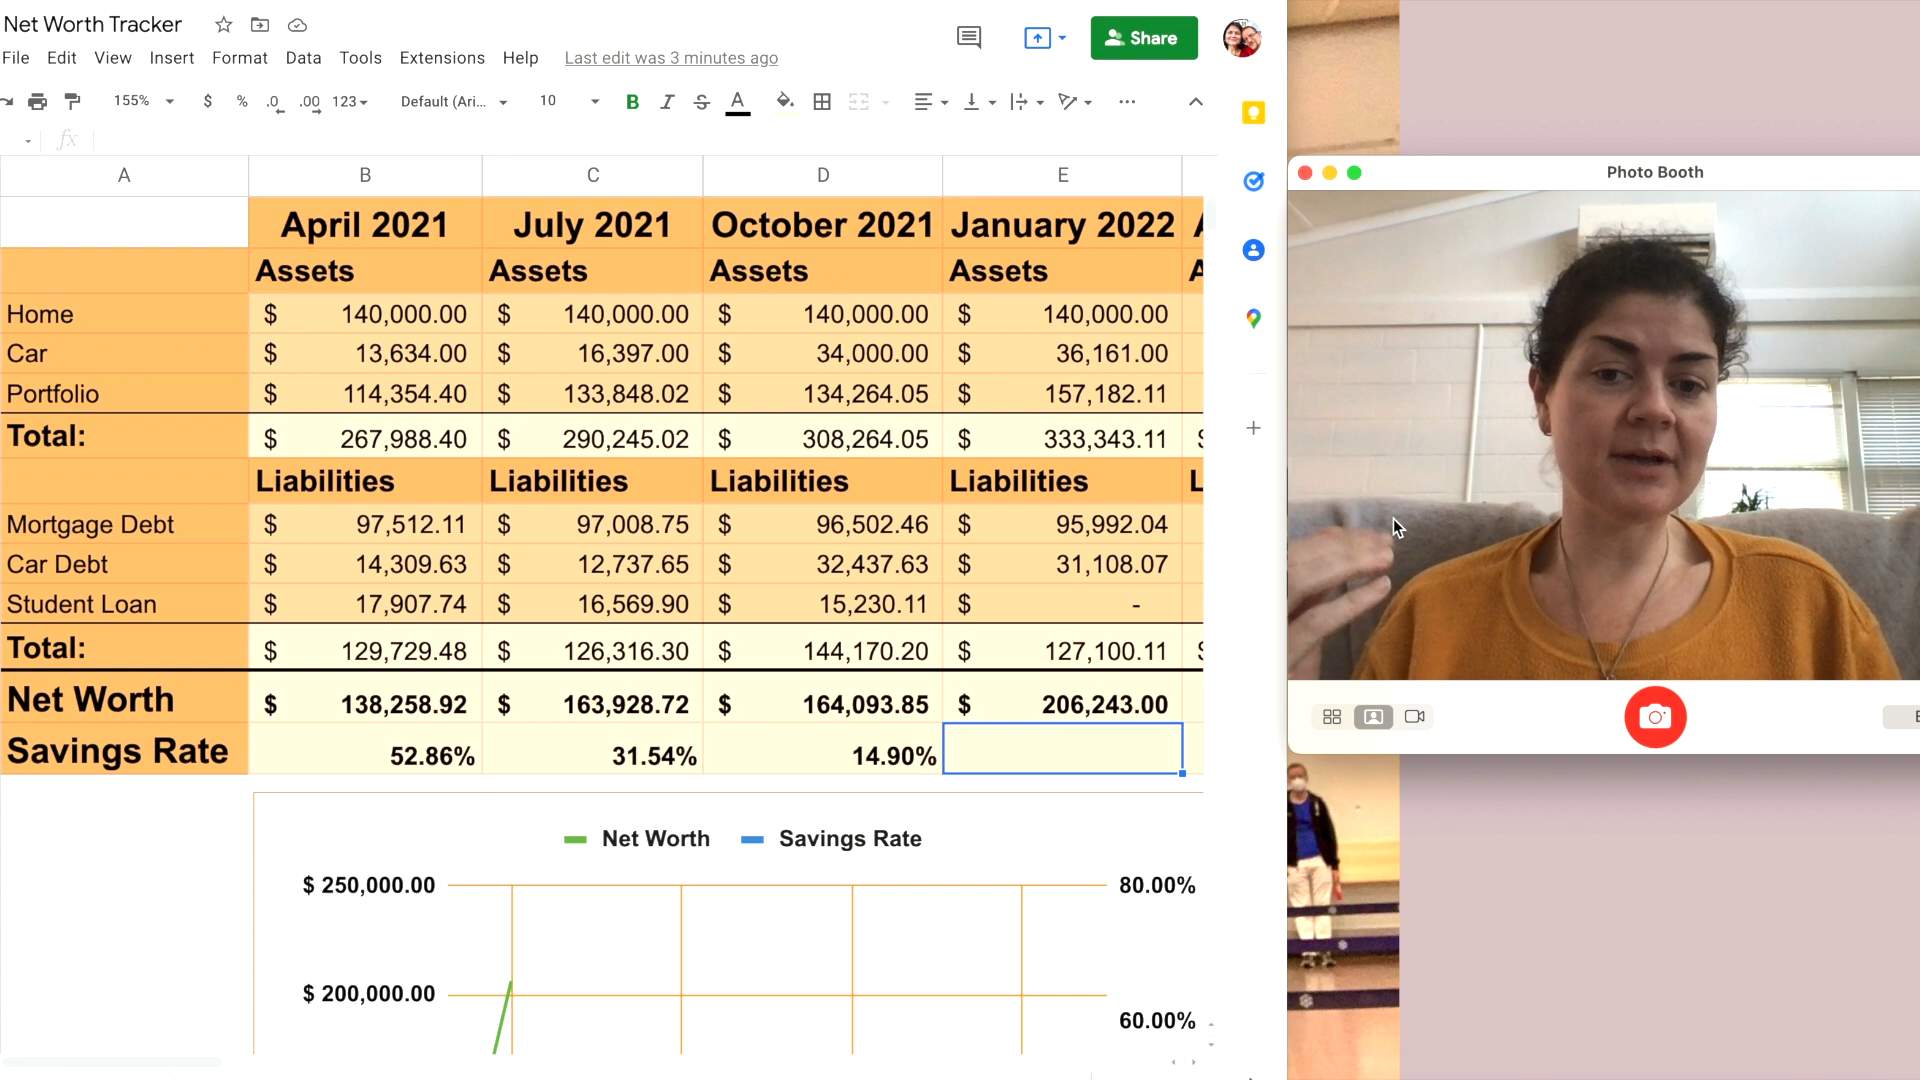 Net Worth Tracker
File Edit View Insert Format Data Tools Extensions Help Last edit was 3 minutes ago
Share
155% $ % .0 .00 123 Default (Ari... 10 B I S A ...
fx
A B C D E
April 2021 July 2021 October 2021 January 2022 A
Assets Assets Assets Assets A
Home $ 140,000.00 $ 140,000.00 $ 140,000.00 $ 140,000.00
Car $ 13,634.00 $ 16,397.00 $ 34,000.00 $ 36,161.00
Portfolio $ 114,354.40 $ 133,848.02 $ 134,264.05 $ 157,182.11
Total: $ 267,988.40 $ 290,245.02 $ 308,264.05 $ 333,343.11
Liabilities Liabilities Liabilities Liabilities L
Mortgage Debt $ 97,512.11 $ 97,008.75 $ 96,502.46 $ 95,992.04
Car Debt $ 14,309.63 $ 12,737.65 $ 32,437.63 $ 31,108.07
Student Loan $ 17,907.74 $ 16,569.90 $ 15,230.11 $ -
Total: $ 129,729.48 $ 126,316.30 $ 144,170.20 $ 127,100.11
Net Worth $ 138,258.92 $ 163,928.72 $ 164,093.85 $ 206,243.00
Savings Rate 52.86% 31.54% 14.90%
Net Worth Savings Rate
$ 250,000.00 80.00%
$ 200,000.00
60.00%
Photo Booth